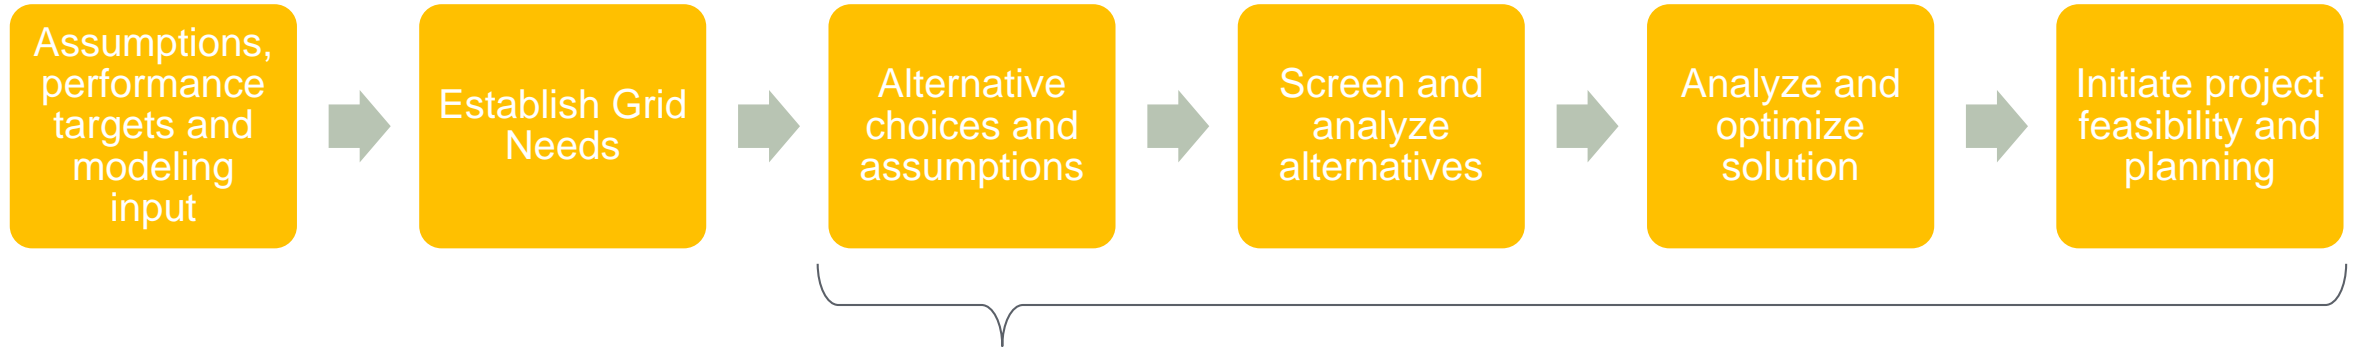 Assumptions,
performance
targets and
modeling
input
Establish Grid
Needs
Alternative
choices and
assumptions
Screen and
analyze
alternatives
Analyze and
optimize
solution
Initiate project
feasibility and
planning